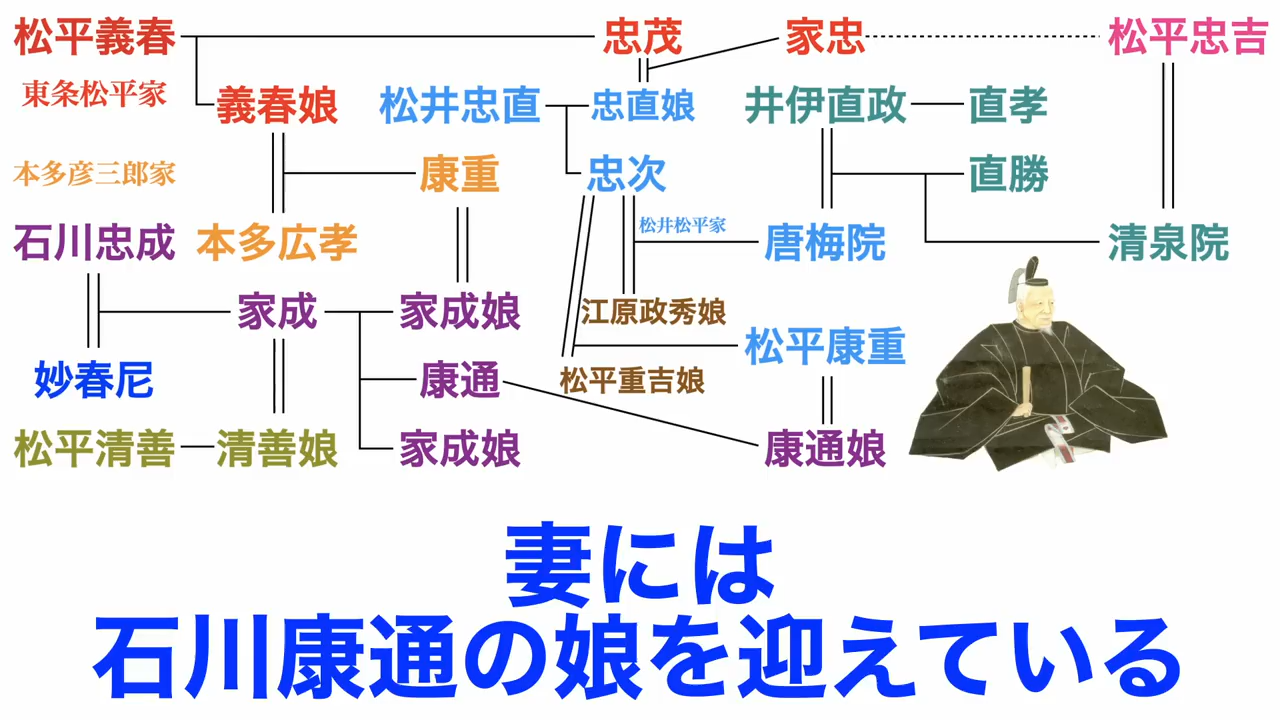 松平義春 忠茂 家忠 松平忠吉
東条松平家
義春娘 松井忠直 忠直娘 井伊直政 直孝
本多彦三郎家 康重 忠次 直勝
石川忠成 本多広孝 松井松平家 唐梅院 清泉院
家成 家成娘 江原政秀娘 松平康重
妙春尼 康通 松平重吉娘
松平清善 清善娘 家成娘 康通娘
妻には
石川康通の娘を迎えている